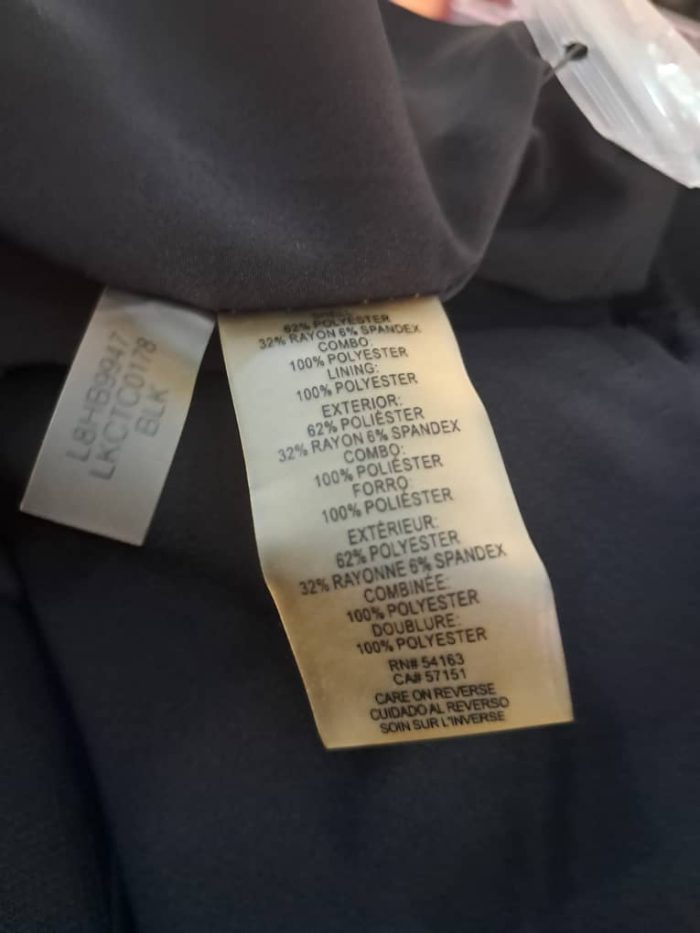 L8HB9947
LKCTC0178
BLK
SHELL:
62% POLYESTER
32% RAYON 6% SPANDEX
COMBO:
100% POLYESTER
LINING:
100% POLYESTER
EXTERIOR:
62% POLIÉSTER
32% RAYON 6% SPANDEX
COMBO:
100% POLIÉSTER
FORRO:
100% POLIÉSTER
EXTÉRIEUR:
62% POLYESTER
32% RAYONNE 6% SPANDEX
COMBINÉE:
100% POLYESTER
DOUBLURE:
100% POLYESTER
RN# 54163
CA# 57151
CARE ON REVERSE
CUIDADO AL REVERSO
SOIN SUR L'INVERSE